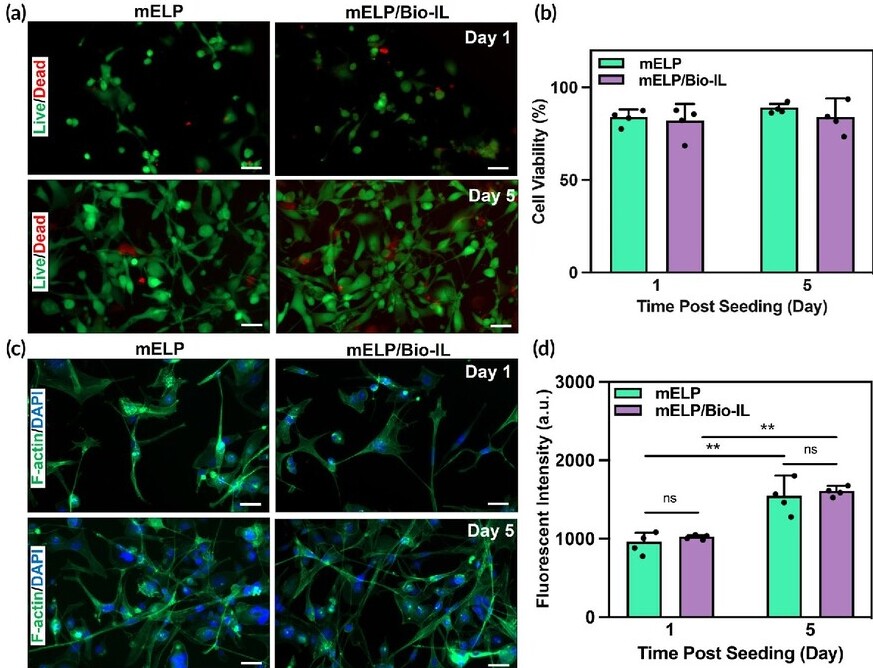 (a)
mELP
mELP/Bio-IL
Live/Dead
Day 1
Live/Dead
Day 5
(b)
mELP
mELP/Bio-IL
Cell Viability (%)
100
50
0
1
5
Time Post Seeding (Day)
(c)
mELP
mELP/Bio-IL
F-actin/DAPI
Day 1
F-actin/DAPI
Day 5
(d)
mELP
mELP/Bio-IL
Fluorescent Intensity (a.u.)
3000
2000
1000
0
**
**
ns
ns
1
5
Time Post Seeding (Day)